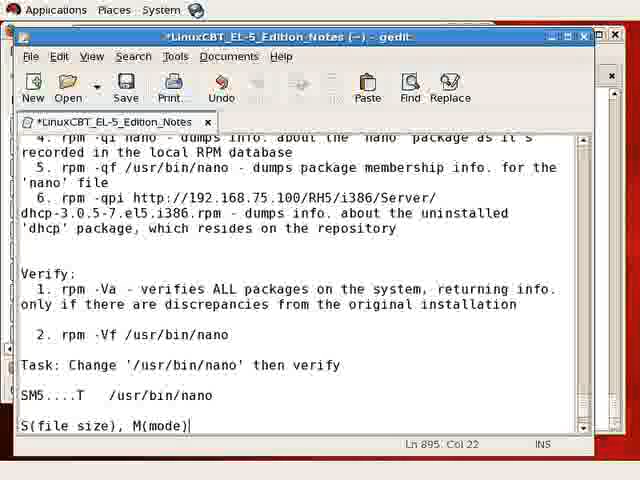 Applications Places System
*LinuxCBT_EL-5_Edition_Notes (~) - gedit
File Edit View Search Tools Documents Help
New Open Save Print... Undo Paste Find Replace
*LinuxCBT_EL-5_Edition_Notes
4. rpm -qi nano - dumps info. about the 'nano' package as it's
recorded in the local RPM database
5. rpm -qf /usr/bin/nano - dumps package membership info. for the
'nano' file
6. rpm -qpi http://192.168.75.100/RH5/i386/Server/
dhcp-3.0.5-7.el5.i386.rpm - dumps info. about the uninstalled
'dhcp' package, which resides on the repository
Verify:
1. rpm -Va - verifies ALL packages on the system, returning info.
only if there are discrepancies from the original installation
2. rpm -Vf /usr/bin/nano
Task: Change '/usr/bin/nano' then verify
SM5....T /usr/bin/nano
S(file size), M(mode)
Ln 895, Col 22 INS